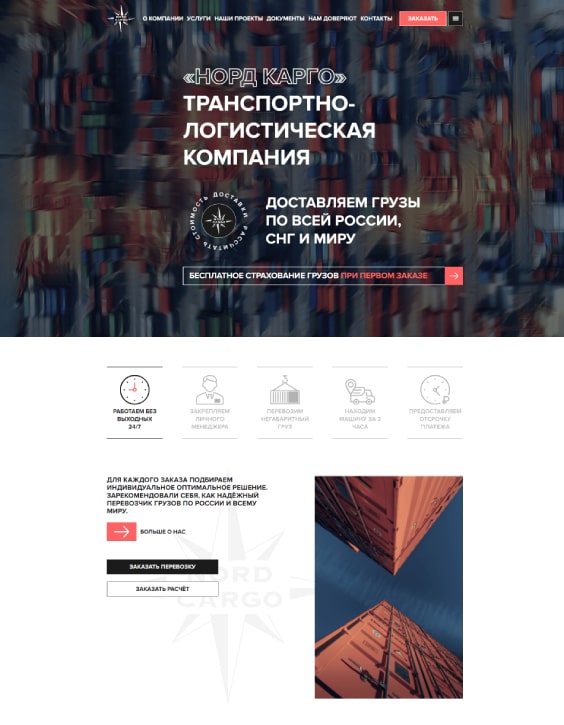 О КОМПАНИИ УСЛУГИ НАШИ ПРОЕКТЫ ДОКУМЕНТЫ НАМ ДОВЕРЯЮТ КОНТАКТЫ ЗАКАЗАТЬ
«НОРД КАРГО»
ТРАНСПОРТНО-
ЛОГИСТИЧЕСКАЯ
КОМПАНИЯ
РАССЧИТАТЬ СТОИМОСТЬ ДОСТАВКИ
ДОСТАВЛЯЕМ ГРУЗЫ
ПО ВСЕЙ РОССИИ,
СНГ И МИРУ
БЕСПЛАТНОЕ СТРАХОВАНИЕ ГРУЗОВ ПРИ ПЕРВОМ ЗАКАЗЕ
РАБОТАЕМ БЕЗ
ВЫХОДНЫХ
24/7
ЗАКРЕПЛЯЕМ
ЛИЧНОГО
МЕНЕДЖЕРА
ПЕРЕВОЗИМ
НЕГАБАРИТНЫЙ
ГРУЗ
НАХОДИМ
МАШИНУ ЗА 2
ЧАСА
ПРЕДОСТАВЛЯЕМ
ОТСРОЧКУ
ПЛАТЕЖА
ДЛЯ КАЖДОГО ЗАКАЗА ПОДБИРАЕМ
ИНДИВИДУАЛЬНОЕ ОПТИМАЛЬНОЕ РЕШЕНИЕ.
ЗАРЕКОМЕНДОВАЛИ СЕБЯ, КАК НАДЁЖНЫЙ
ПЕРЕВОЗЧИК ГРУЗОВ ПО РОССИИ И ВСЕМУ
МИРУ.
БОЛЬШЕ О НАС
ЗАКАЗАТЬ ПЕРЕВОЗКУ
ЗАКАЗАТЬ РАСЧЁТ
NORD
CARGO